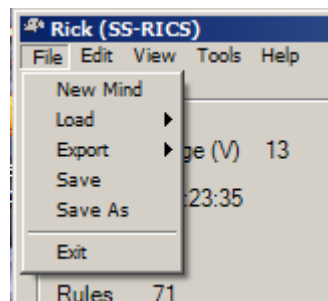 Rick (SS-RICS)
File Edit View Tools Help
New Mind
Load
Export
ge (V) 13
Save
:23:35
Save As
Exit
Rules 71